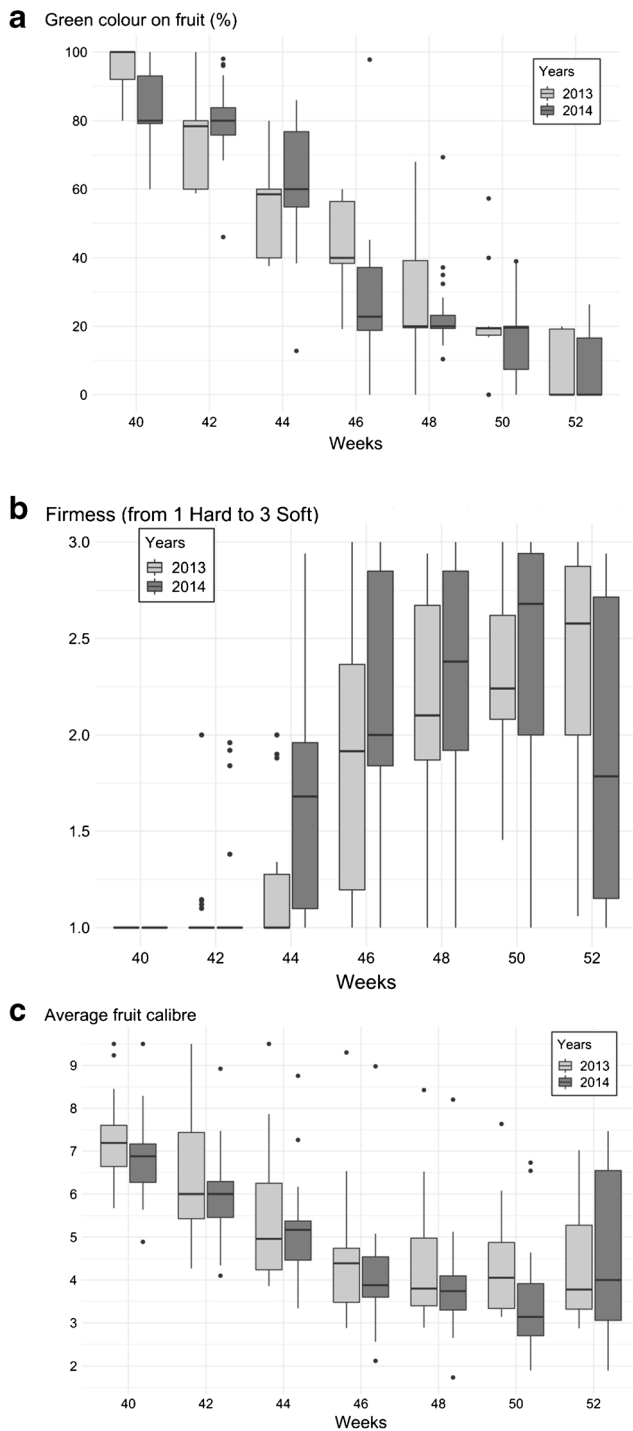 a Green colour on fruit (%)
100
80
60
40
20
0
Years
2013
2014
40 42 44 46 48 50 52
Weeks
b Firmness (from 1 Hard to 3 Soft)
3.0
2.5
2.0
1.5
1.0
Years
2013
2014
40 42 44 46 48 50 52
Weeks
c Average fruit calibre
9
8
7
6
5
4
3
2
Years
2013
2014
40 42 44 46 48 50 52
Weeks